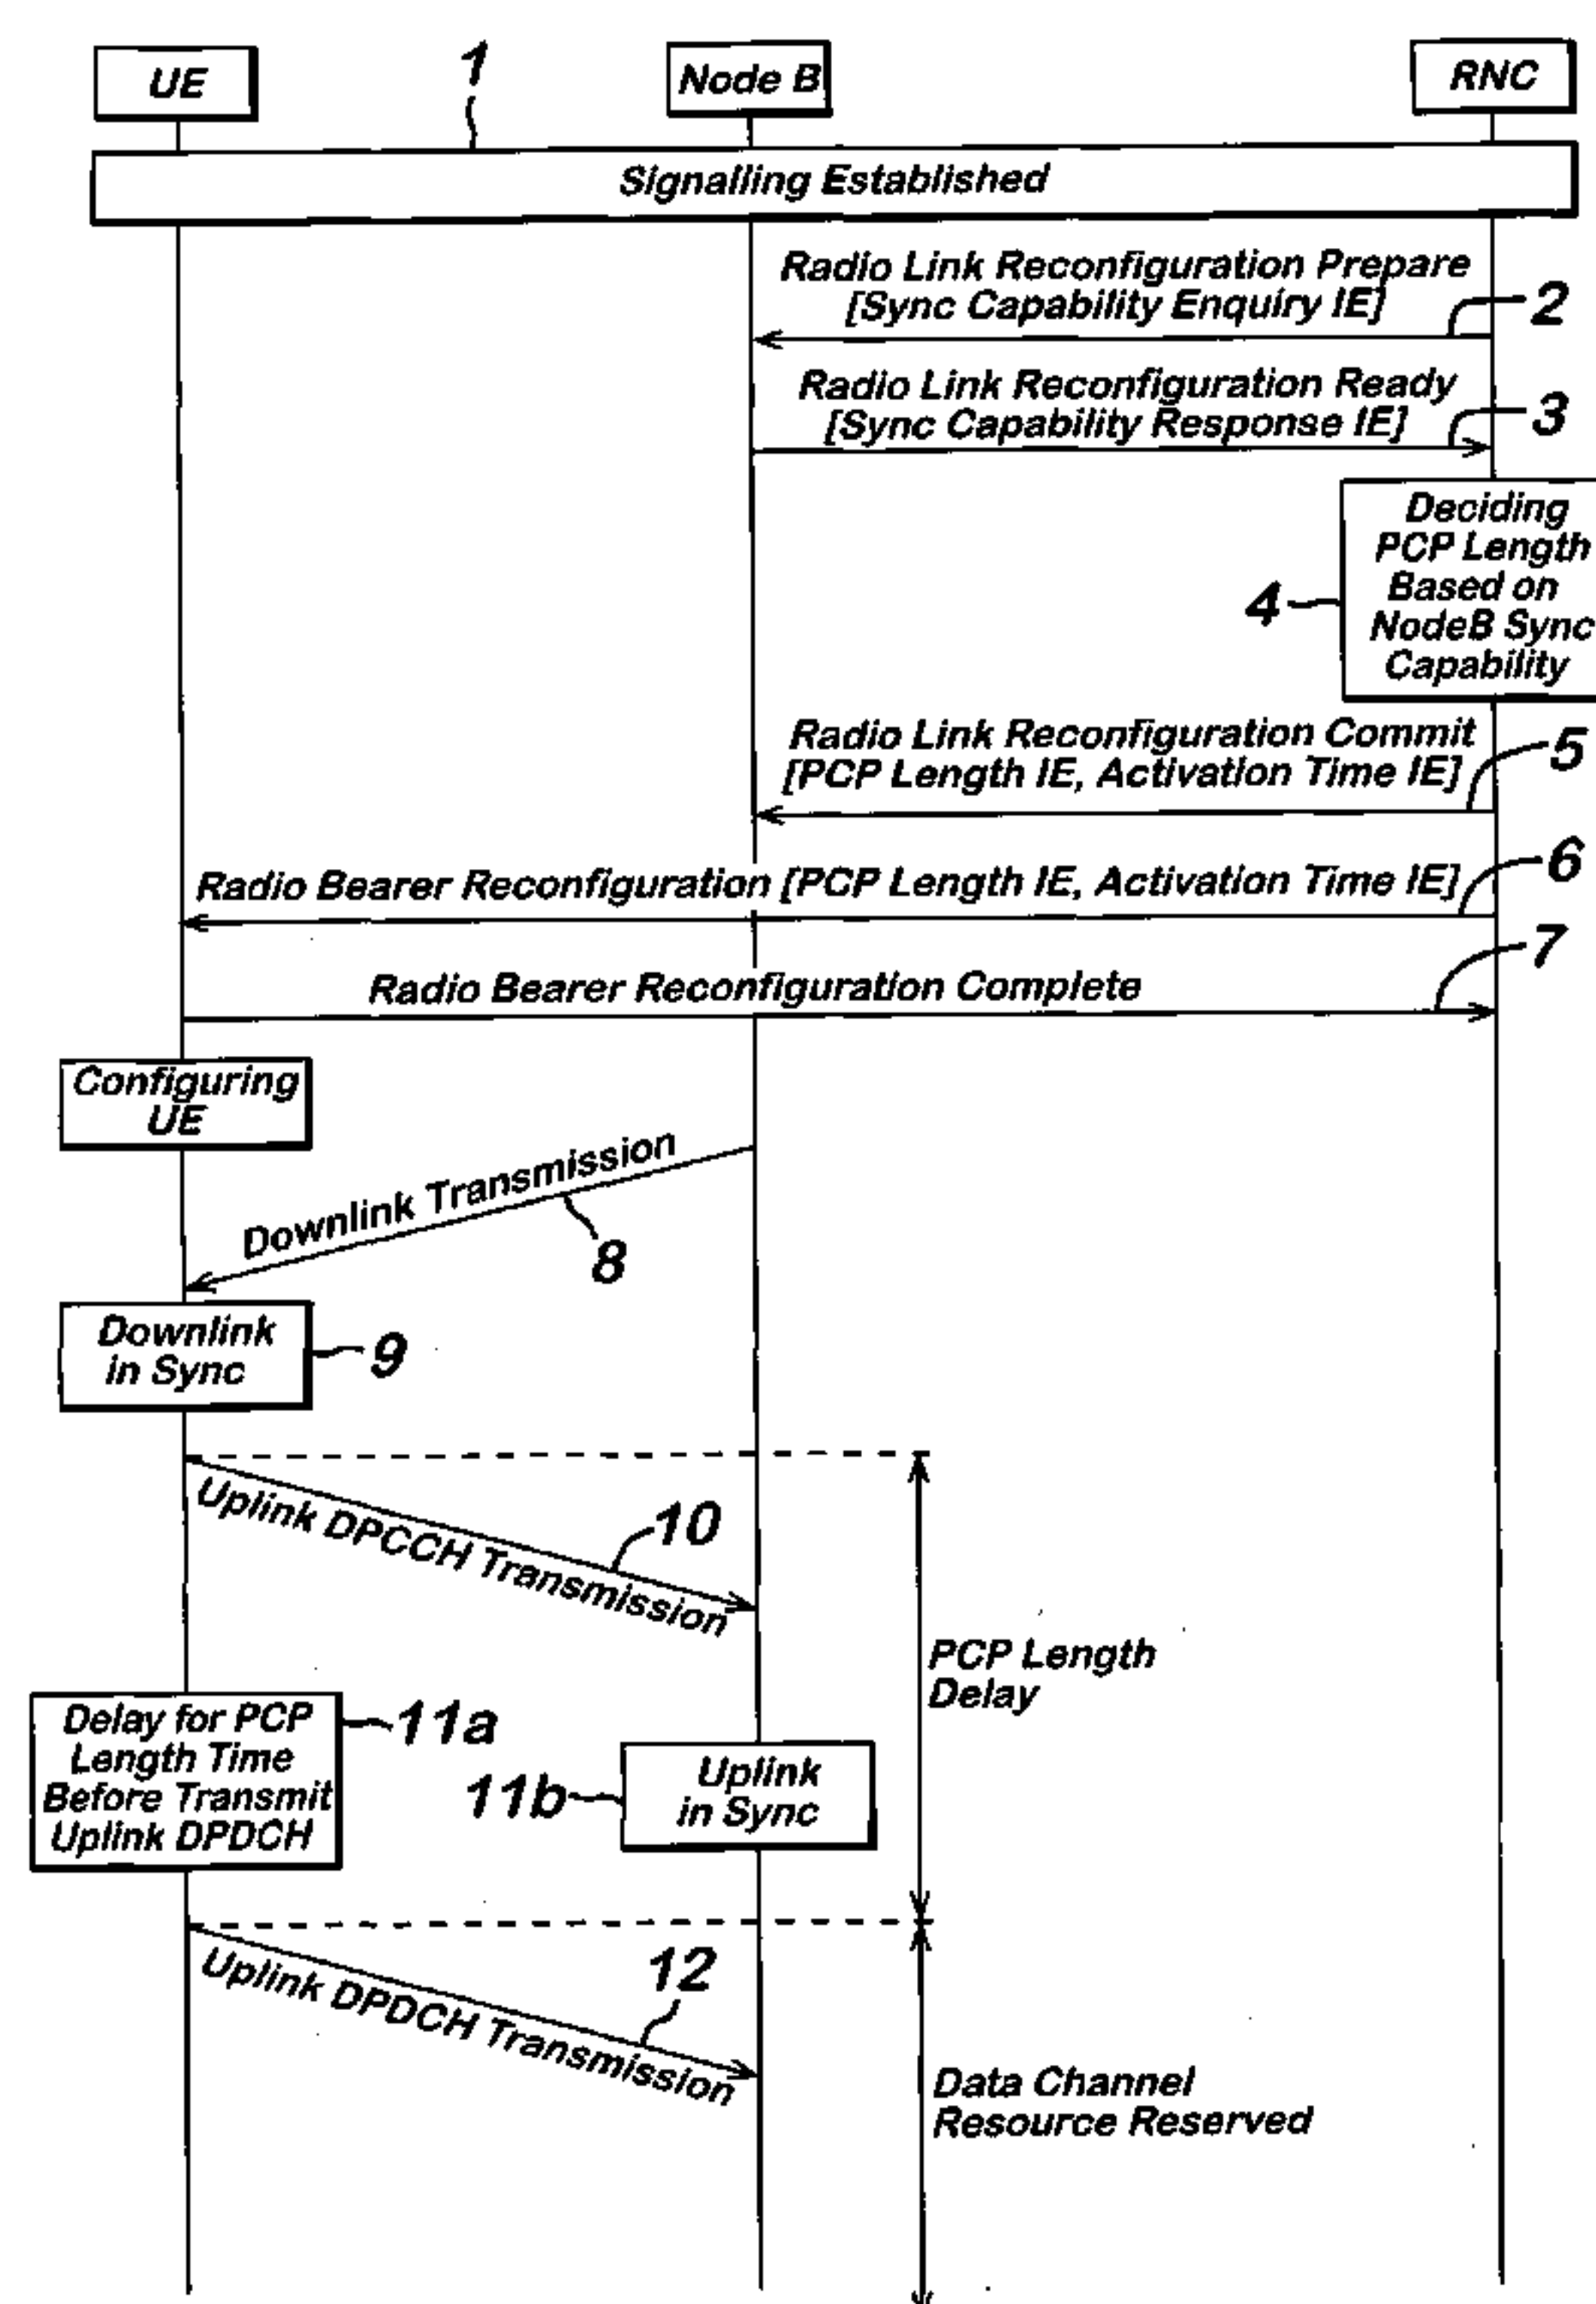 UE
1
Node B
RNC
Signalling Established
Radio Link Reconfiguration Prepare
[Sync Capability Enquiry IE]
2
Radio Link Reconfiguration Ready
[Sync Capability Response IE]
3
Deciding
PCP Length
Based on
NodeB Sync
Capability
4
Radio Link Reconfiguration Commit
[PCP Length IE, Activation Time IE]
5
Radio Bearer Reconfiguration [PCP Length IE, Activation Time IE]
6
Radio Bearer Reconfiguration Complete
7
Configuring
UE
Downlink Transmission
8
Downlink
in Sync
9
Uplink DPCCH Transmission
10
PCP Length
Delay
Delay for PCP
Length Time
Before Transmit
Uplink DPDCH
11a
11b
Uplink
in Sync
Uplink DPDCH Transmission
12
Data Channel
Resource Reserved